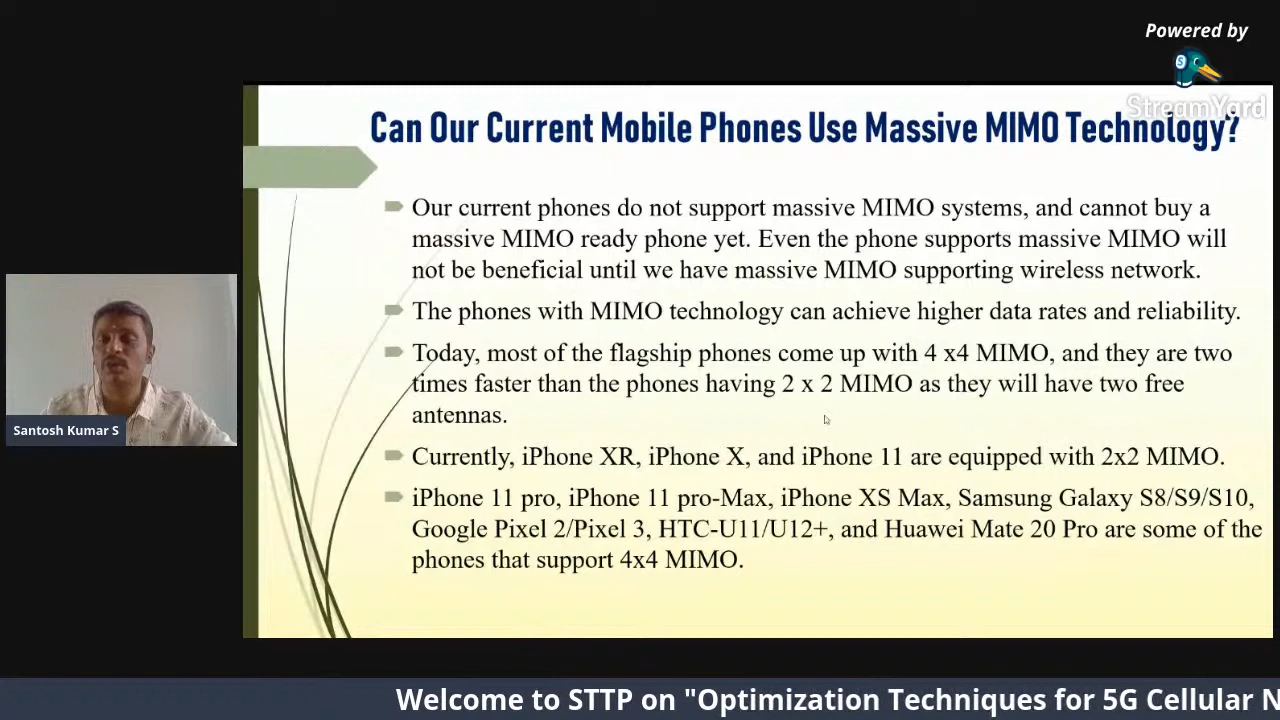 Powered by
S
StreamYard
Can Our Current Mobile Phones Use Massive MIMO Technology?
Our current phones do not support massive MIMO systems, and cannot buy a
massive MIMO ready phone yet. Even the phone supports massive MIMO will
not be beneficial until we have massive MIMO supporting wireless network.
The phones with MIMO technology can achieve higher data rates and reliability.
Today, most of the flagship phones come up with 4 x4 MIMO, and they are two
times faster than the phones having 2 x 2 MIMO as they will have two free
antennas.
Currently, iPhone XR, iPhone X, and iPhone 11 are equipped with 2x2 MIMO.
iPhone 11 pro, iPhone 11 pro-Max, iPhone XS Max, Samsung Galaxy S8/S9/S10,
Google Pixel 2/Pixel 3, HTC-U11/U12+, and Huawei Mate 20 Pro are some of the
phones that support 4x4 MIMO.
Santosh Kumar S
Welcome to STTP on "Optimization Techniques for 5G Cellular N